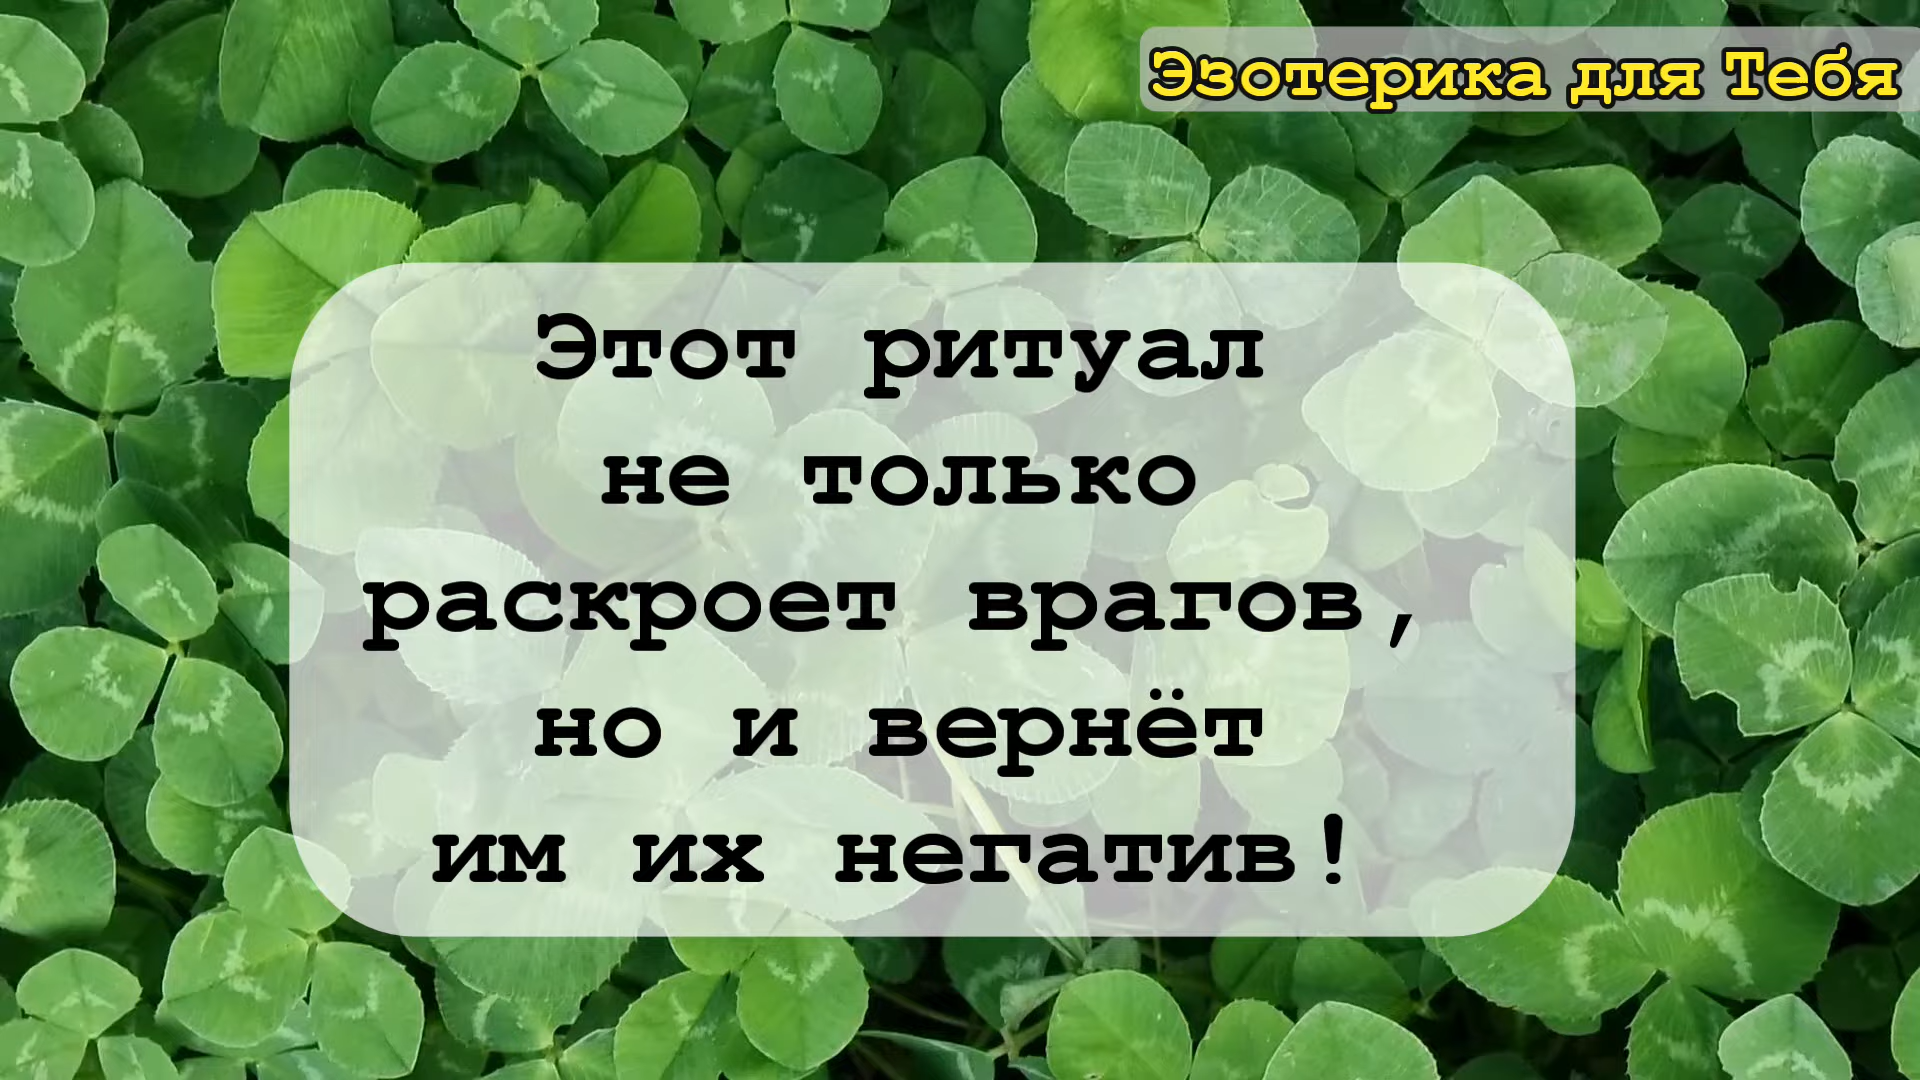 Эзотерика для Тебя
Этот ритуал
не только
раскроет врагов,
но и вернёт
им их негатив!